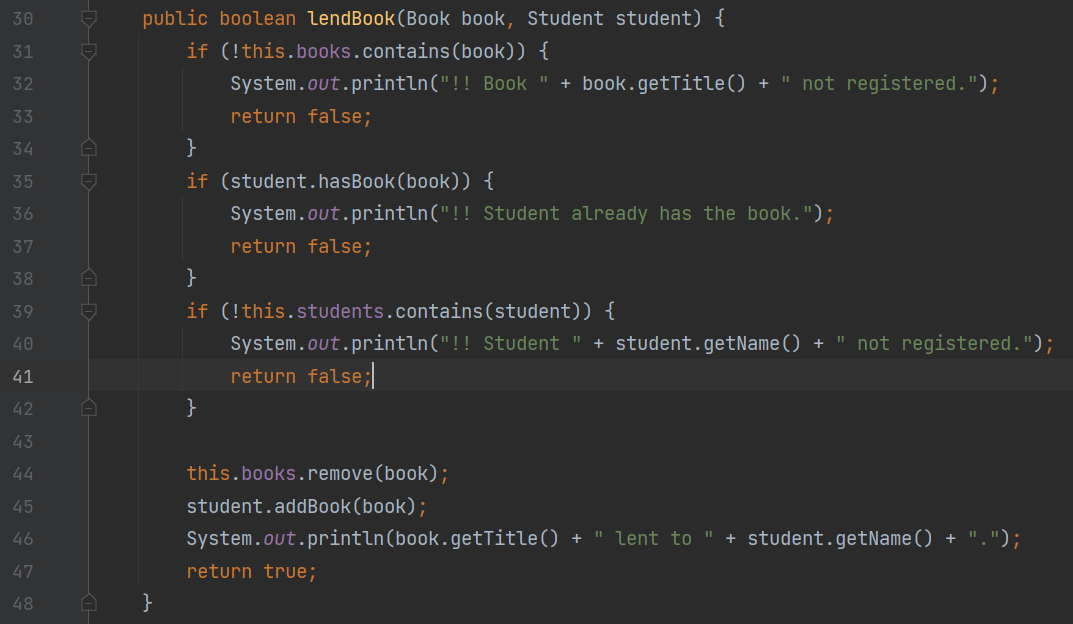 30 public boolean lendBook(Book book, Student student) {
31 if (!this.books.contains(book)) {
32 System.out.println("!! Book " + book.getTitle() + " not registered.");
33 return false;
34 }
35 if (student.hasBook(book)) {
36 System.out.println("!! Student already has the book.");
37 return false;
38 }
39 if (!this.students.contains(student)) {
40 System.out.println("!! Student " + student.getName() + " not registered.");
41 return false;
42 }
43
44 this.books.remove(book);
45 student.addBook(book);
46 System.out.println(book.getTitle() + " lent to " + student.getName() + ".");
47 return true;
48 }